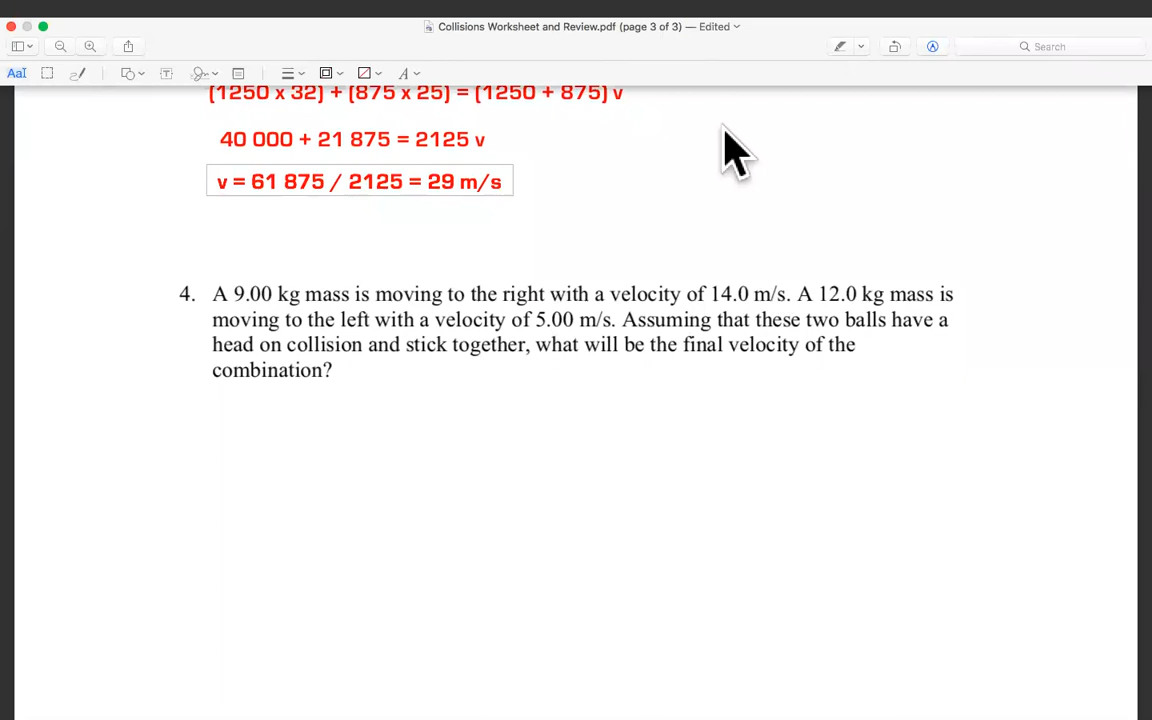 Collisions Worksheet and Review.pdf (page 3 of 3) — Edited
Search
AaI
T
A
(1250 x 32) + (875 x 25) = (1250 + 875) v
40 000 + 21 875 = 2125 v
v = 61 875 / 2125 = 29 m/s
4. A 9.00 kg mass is moving to the right with a velocity of 14.0 m/s. A 12.0 kg mass is
moving to the left with a velocity of 5.00 m/s. Assuming that these two balls have a
head on collision and stick together, what will be the final velocity of the
combination?